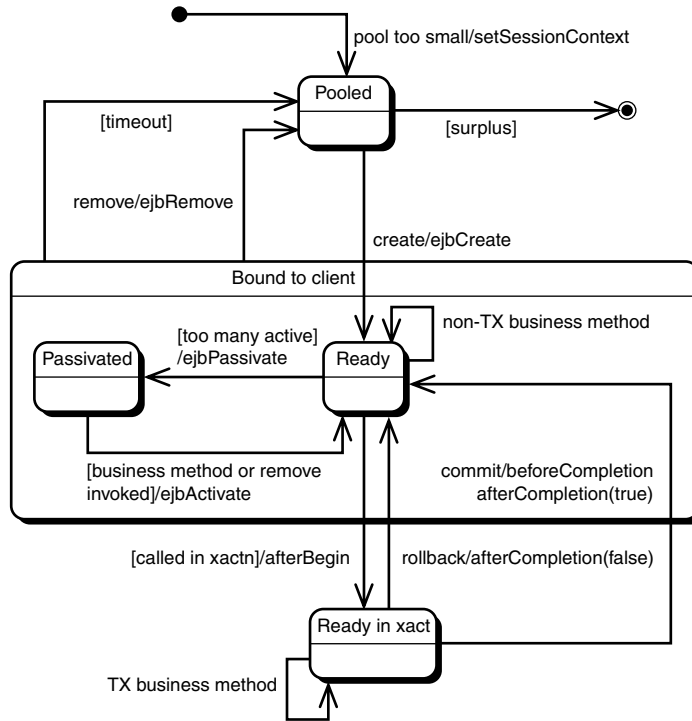 pool too small/setSessionContext
Pooled
[timeout]
[surplus]
remove/ejbRemove
create/ejbCreate
Bound to client
non-TX business method
[too many active]
/ejbPassivate
Passivated
Ready
[business method or remove
invoked]/ejbActivate
commit/beforeCompletion
afterCompletion(true)
[called in xactn]/afterBegin
rollback/afterCompletion(false)
Ready in xact
TX business method